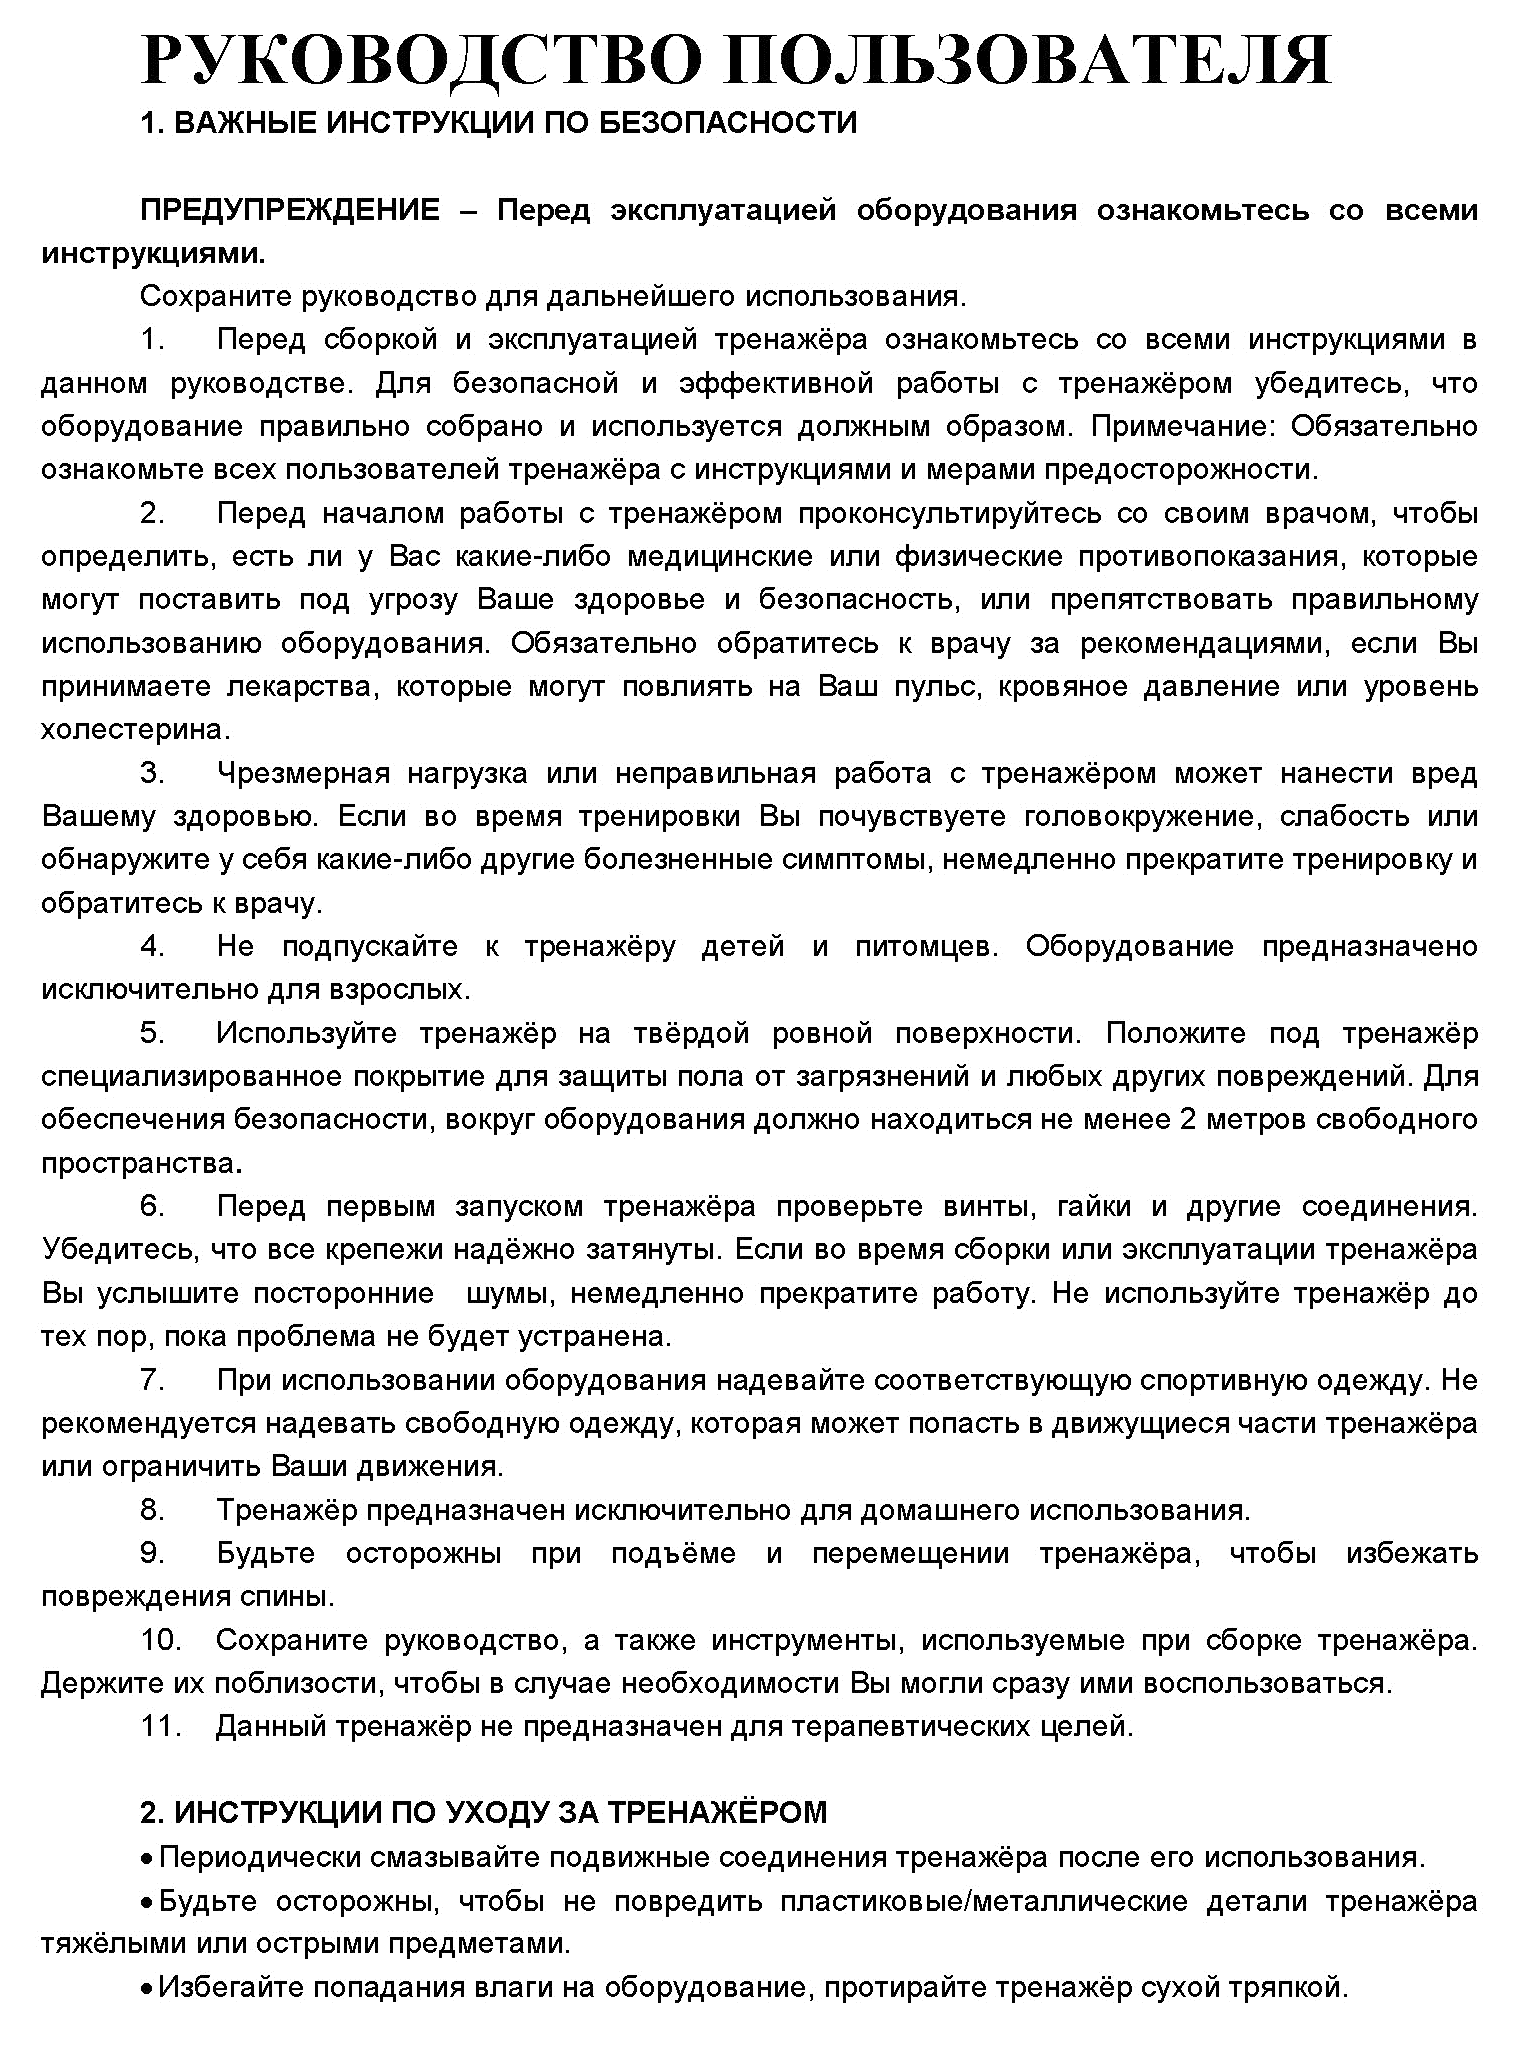 РУКОВОДСТВО ПОЛЬЗОВАТЕЛЯ
1. ВАЖНЫЕ ИНСТРУКЦИИ ПО БЕЗОПАСНОСТИ
ПРЕДУПРЕЖДЕНИЕ – Перед эксплуатацией оборудования ознакомьтесь со всеми
инструкциями.
Сохраните руководство для дальнейшего использования.
1. Перед сборкой и эксплуатацией тренажёра ознакомьтесь со всеми инструкциями в
данном руководстве. Для безопасной и эффективной работы с тренажёром убедитесь, что
оборудование правильно собрано и используется должным образом. Примечание: Обязательно
ознакомьте всех пользователей тренажёра с инструкциями и мерами предосторожности.
2. Перед началом работы с тренажёром проконсультируйтесь со своим врачом, чтобы
определить, есть ли у Вас какие-либо медицинские или физические противопоказания, которые
могут поставить под угрозу Ваше здоровье и безопасность, или препятствовать правильному
использованию оборудования. Обязательно обратитесь к врачу за рекомендациями, если Вы
принимаете лекарства, которые могут повлиять на Ваш пульс, кровяное давление или уровень
холестерина.
3. Чрезмерная нагрузка или неправильная работа с тренажёром может нанести вред
Вашему здоровью. Если во время тренировки Вы почувствуете головокружение, слабость или
обнаружите у себя какие-либо другие болезненные симптомы, немедленно прекратите тренировку и
обратитесь к врачу.
4. Не подпускайте к тренажёру детей и питомцев. Оборудование предназначено
исключительно для взрослых.
5. Используйте тренажёр на твёрдой ровной поверхности. Положите под тренажёр
специализированное покрытие для защиты пола от загрязнений и любых других повреждений. Для
обеспечения безопасности, вокруг оборудования должно находиться не менее 2 метров свободного
пространства.
6. Перед первым запуском тренажёра проверьте винты, гайки и другие соединения.
Убедитесь, что все крепежи надёжно затянуты. Если во время сборки или эксплуатации тренажёра
Вы услышите посторонние шумы, немедленно прекратите работу. Не используйте тренажёр до
тех пор, пока проблема не будет устранена.
7. При использовании оборудования надевайте соответствующую спортивную одежду. Не
рекомендуется надевать свободную одежду, которая может попасть в движущиеся части тренажёра
или ограничить Ваши движения.
8. Тренажёр предназначен исключительно для домашнего использования.
9. Будьте осторожны при подъёме и перемещении тренажёра, чтобы избежать
повреждения спины.
10. Сохраните руководство, а также инструменты, используемые при сборке тренажёра.
Держите их поблизости, чтобы в случае необходимости Вы могли сразу ими воспользоваться.
11. Данный тренажёр не предназначен для терапевтических целей.
2. ИНСТРУКЦИИ ПО УХОДУ ЗА ТРЕНАЖЁРОМ
• Периодически смазывайте подвижные соединения тренажёра после его использования.
• Будьте осторожны, чтобы не повредить пластиковые/металлические детали тренажёра
тяжёлыми или острыми предметами.
• Избегайте попадания влаги на оборудование, протирайте тренажёр сухой тряпкой.